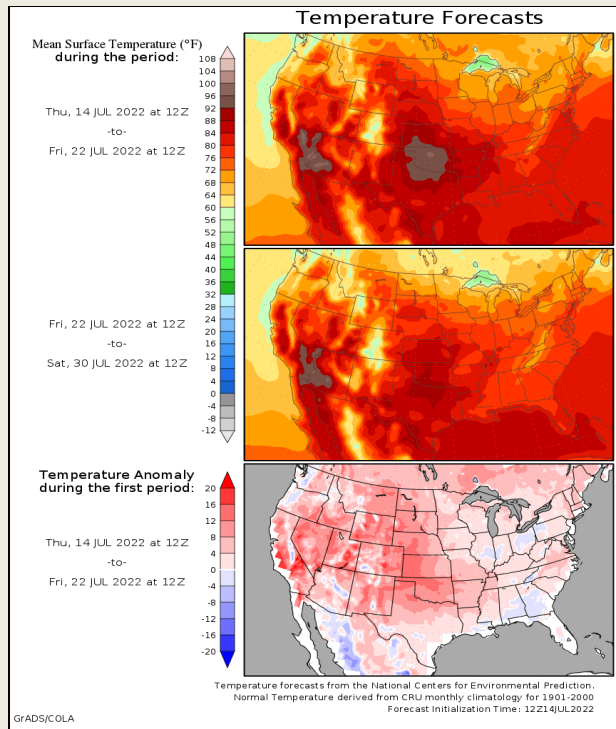 Temperature Forecasts
Mean Surface Temperature (°F)
during the period:
Thu, 14 JUL 2022 at 12Z
-to-
Fri, 22 JUL 2022 at 12Z
108
104
100
96
92
88
84
80
76
72
68
64
60
56
52
48
44
40
36
32
28
24
20
16
12
8
4
0
-4
-8
-12
Fri, 22 JUL 2022 at 12Z
-to-
Sat, 30 JUL 2022 at 12Z
Temperature Anomaly
during the first period:
Thu, 14 JUL 2022 at 12Z
-to-
Fri, 22 JUL 2022 at 12Z
20
16
12
8
4
0
-4
-8
-12
-16
-20
Temperature forecasts from the National Centers for Environmental Prediction.
Normal Temperature derived from CRU monthly climatology for 1901-2000
Forecast Initialization Time: 12Z14JUL2022
GrADS/COLA